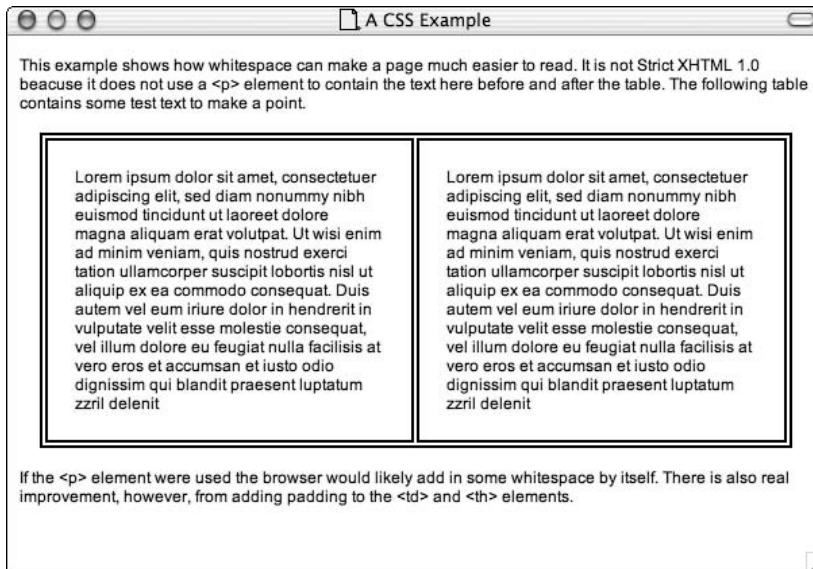 A CSS Example
This example shows how whitespace can make a page much easier to read. It is not Strict XHTML 1.0
beacuse it does not use a <p> element to contain the text here before and after the table. The following table
contains some test text to make a point.
Lorem ipsum dolor sit amet, consectetuer
adipiscing elit, sed diam nonummy nibh
euismod tincidunt ut laoreet dolore
magna aliquam erat volutpat. Ut wisi enim
ad minim veniam, quis nostrud exerci
tation ullamcorper suscipit lobortis nisl ut
aliquip ex ea commodo consequat. Duis
autem vel eum iriure dolor in hendrerit in
vulputate velit esse molestie consequat,
vel illum dolore eu feugiat nulla facilisis at
vero eros et accumsan et iusto odio
dignissim qui blandit praesent luptatum
zzril delenit
Lorem ipsum dolor sit amet, consectetuer
adipiscing elit, sed diam nonummy nibh
euismod tincidunt ut laoreet dolore
magna aliquam erat volutpat. Ut wisi enim
ad minim veniam, quis nostrud exerci
tation ullamcorper suscipit lobortis nisl ut
aliquip ex ea commodo consequat. Duis
autem vel eum iriure dolor in hendrerit in
vulputate velit esse molestie consequat,
vel illum dolore eu feugiat nulla facilisis at
vero eros et accumsan et iusto odio
dignissim qui blandit praesent luptatum
zzril delenit
If the <p> element were used the browser would likely add in some whitespace by itself. There is also real
improvement, however, from adding padding to the <td> and <th> elements.